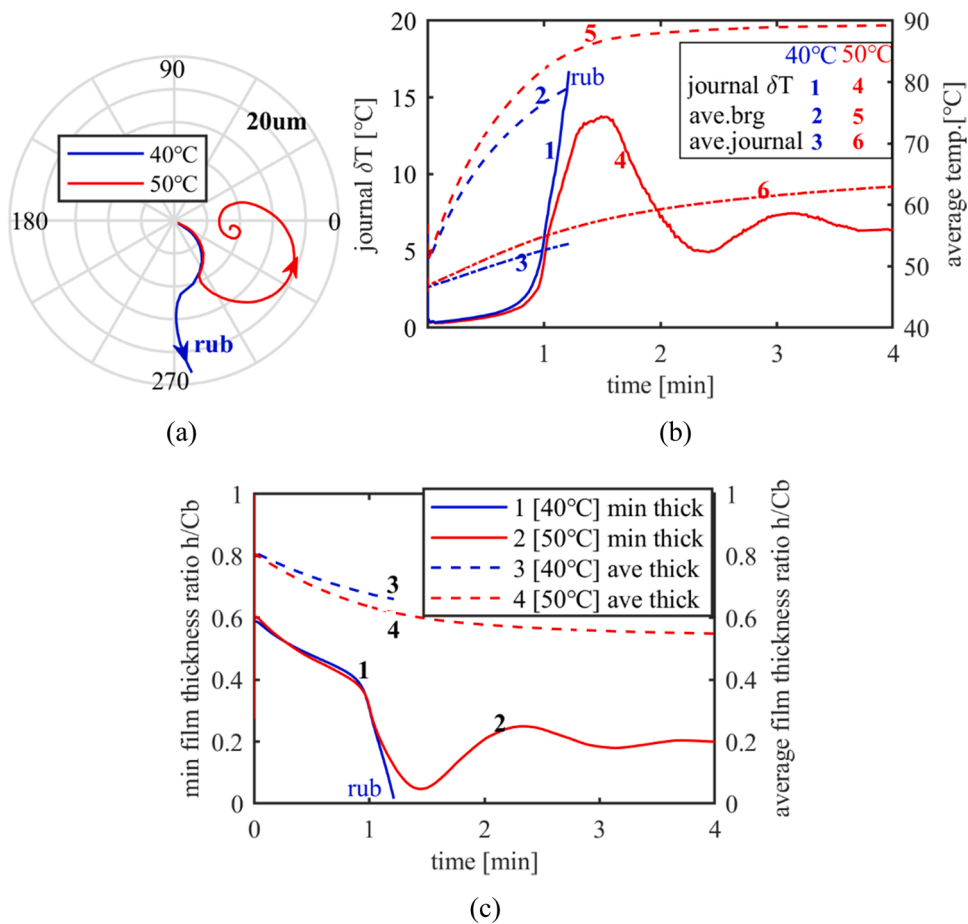 90
20um
40℃
50℃
180
0
rub
270
(a)
20
15
10
5
0
journal δT [℃]
90
80
70
60
50
40
average temp.[℃]
1
2
3
4
time [min]
40℃ 50℃
journal δT 1 4
ave.brg 2 5
ave.journal 3 6
5
rub
2
1
4
6
3
(b)
1
0.8
0.6
0.4
0.2
0
min film thickness ratio h/Cb
1
0.8
0.6
0.4
0.2
0
average film thickness ratio h/Cb
1 [40℃] min thick
2 [50℃] min thick
3 [40℃] ave thick
4 [50℃] ave thick
3
4
1
2
rub
0
1
2
3
4
time [min]
(c)